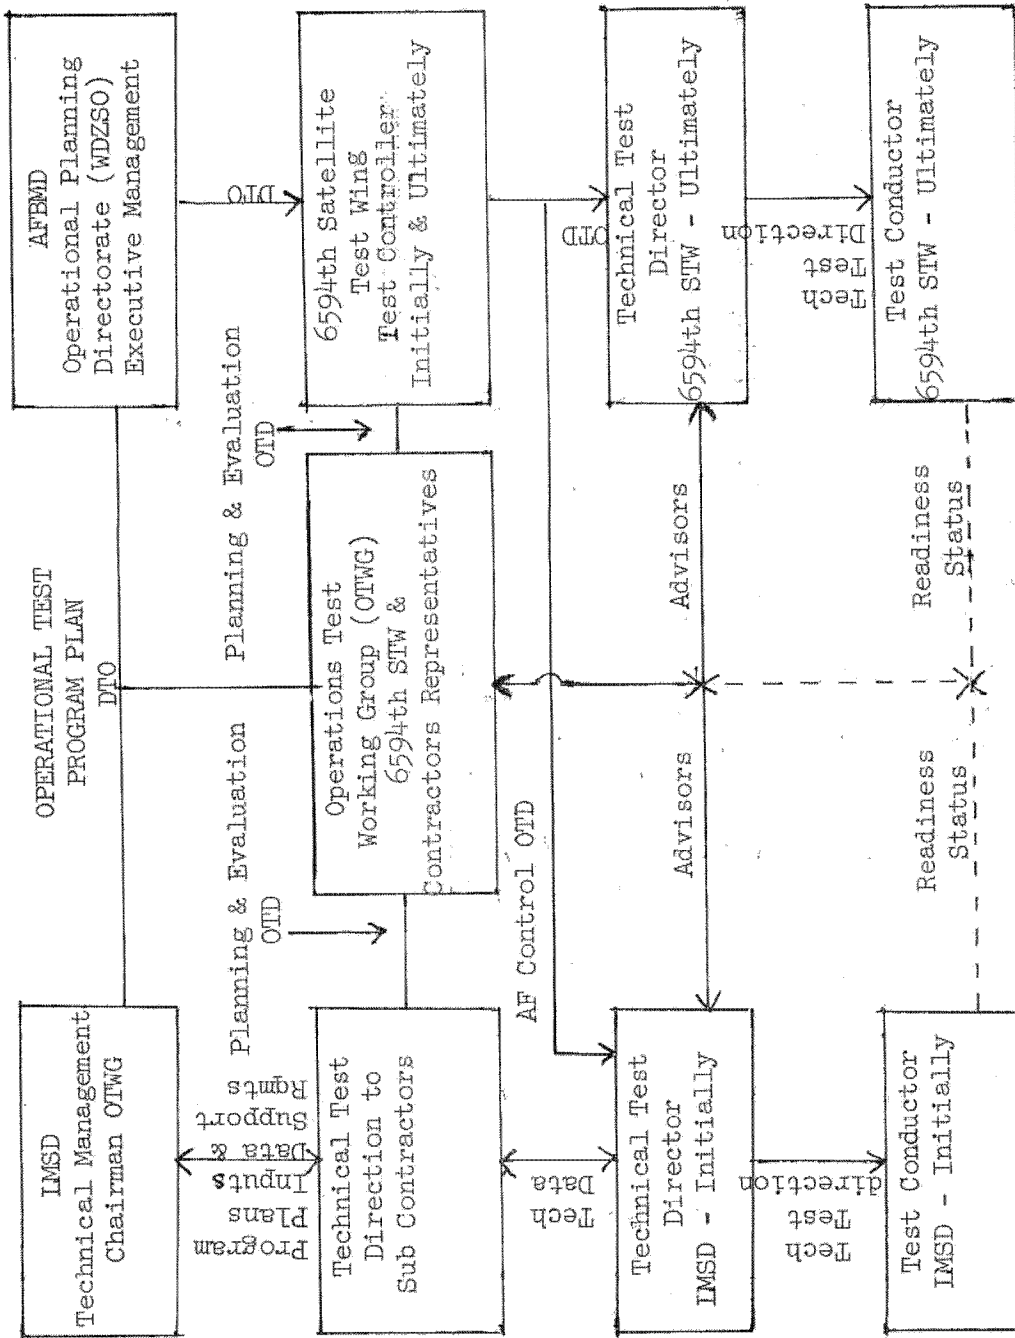 LMSD
Technical Management
Chairman OTWG
OPERATIONAL TEST
PROGRAM PLAN
DTO
AFBMD
Operational Planning
Directorate (WDZSO)
Executive Management
Program
Plans
Inputs
Data &
Support
Rqmts
Planning & Evaluation
OTD
Planning & Evaluation
OTD
DTO
Technical Test
Direction to
Sub Contractors
Operations Test
Working Group (OTWG)
6594th STW &
Contractors Representatives
6594th Satellite
Test Wing
Test Controller
Initially & Ultimately
Tech
Data
AF Control OTD
OTD
Technical Test
Director
LMSD - Initially
Advisors
Advisors
Technical Test
Director
6594th STW - Ultimately
Tech
Test
direction
Tech
Test
Direction
Test Conductor
LMSD - Initially
Readiness
Status
Readiness
Status
Test Conductor
6594th STW - Ultimately